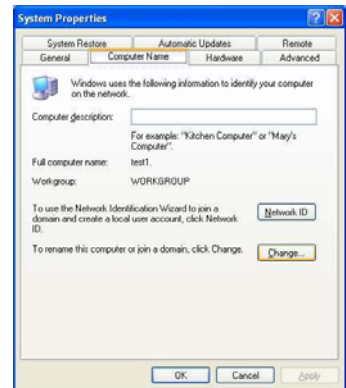 System Properties
System Restore Automatic Updates Remote
General Computer Name Hardware Advanced
Windows uses the following information to identify your computer
on the network.
Computer description:
For example: "Kitchen Computer" or "Mary's
Computer".
Full computer name: test1.
Workgroup: WORKGROUP
To use the Network Identification Wizard to join a
domain and create a local user account, click Network
ID.
Network ID
To rename this computer or join a domain, click Change.
Change...
OK Cancel Apply